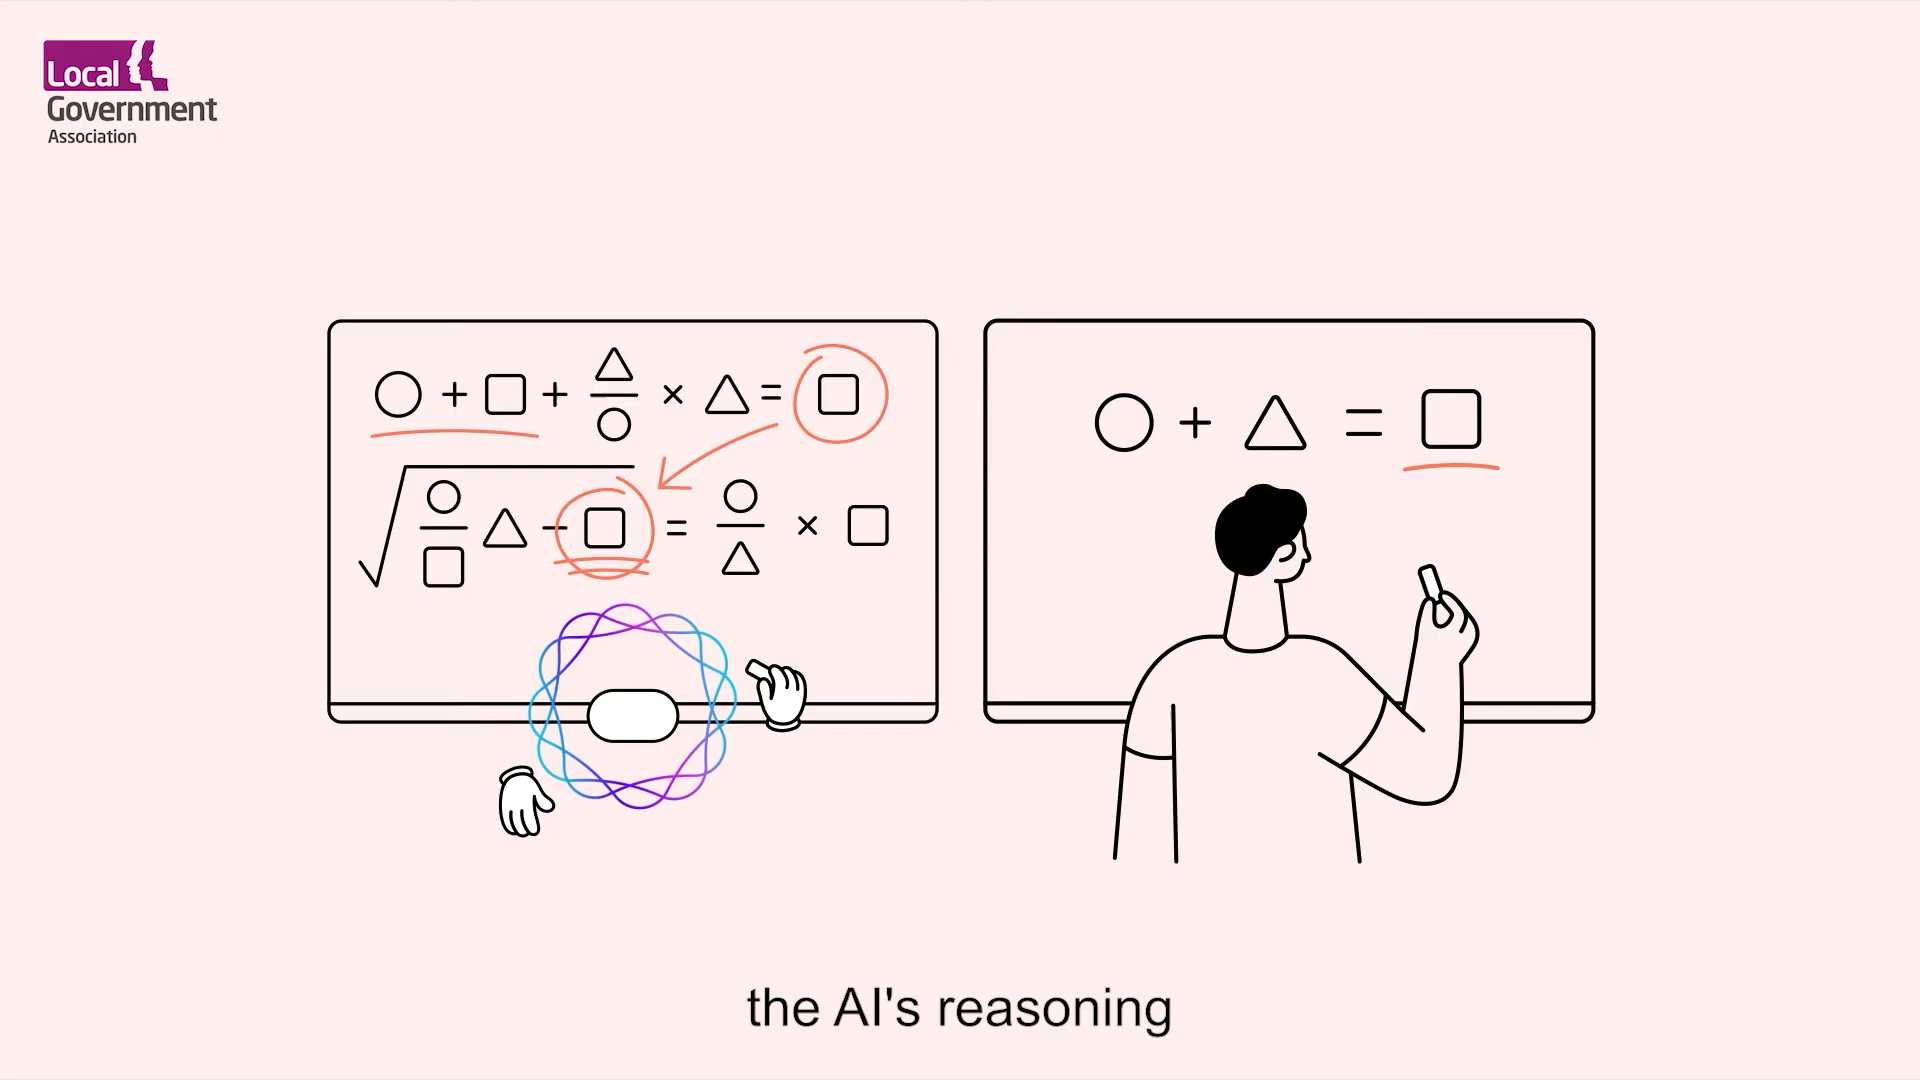 Local
Government
Association
○ + □ + △/○ × △ = □
√(○/□ △ − □) = ○/△ × □
○ + △ = □
the AI's reasoning